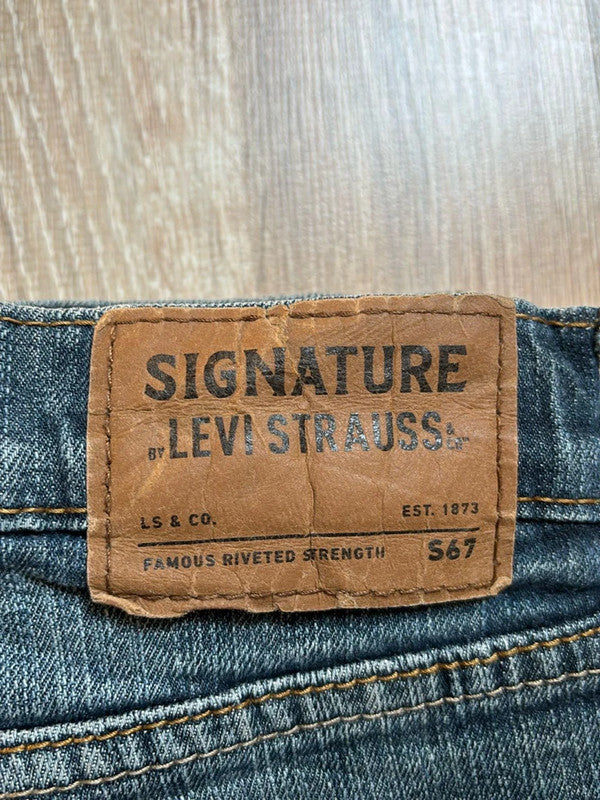 SIGNATURE
BY LEVI STRAUSS & CO.
LS & CO.
EST. 1873
FAMOUS RIVETED STRENGTH
S67